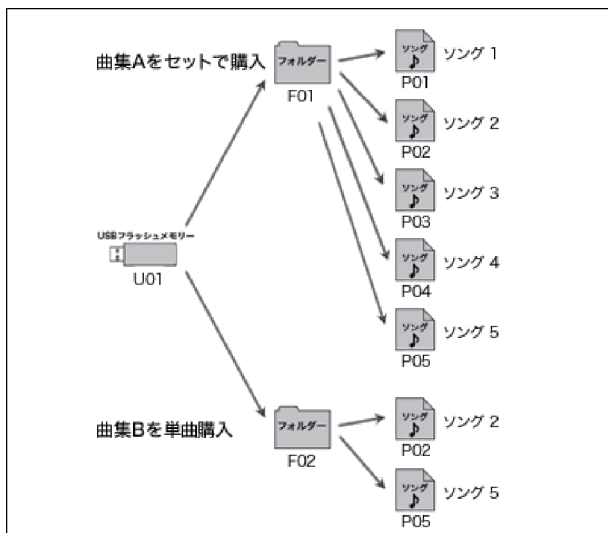 曲集Aをセットで購入
フォルダー
F01
ソング
P01
ソング 1
ソング
P02
ソング 2
ソング
P03
ソング 3
ソング
P04
ソング 4
ソング
P05
ソング 5
USBフラッシュメモリー
U01
曲集Bを単曲購入
フォルダー
F02
ソング
P02
ソング 2
ソング
P05
ソング 5